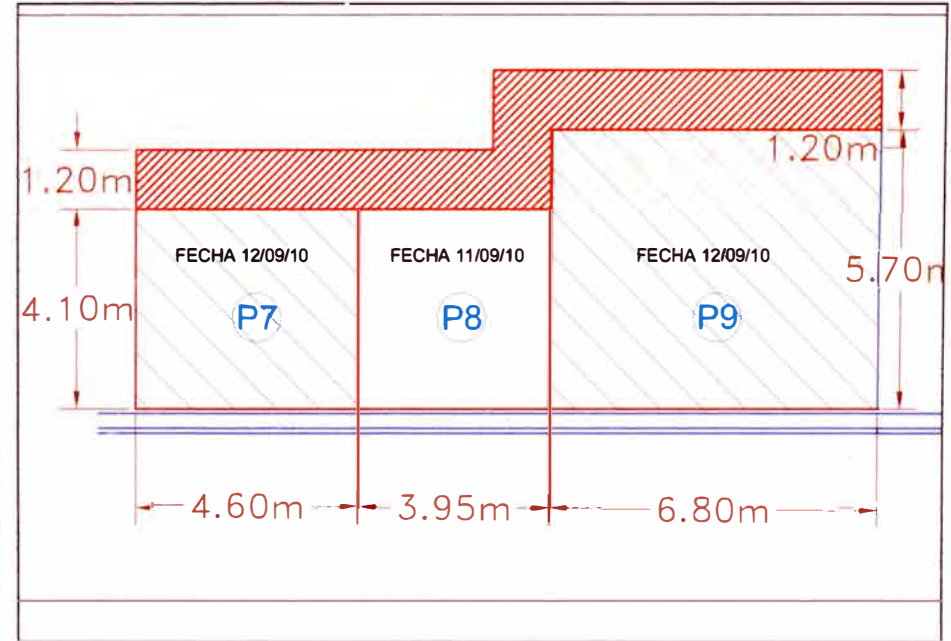 1.20m
1.20m
FECHA 12/09/10 FECHA 11/09/10 FECHA 12/09/10
5.70m
4.10m P7 P8 P9
4.60m 3.95m 6.80m